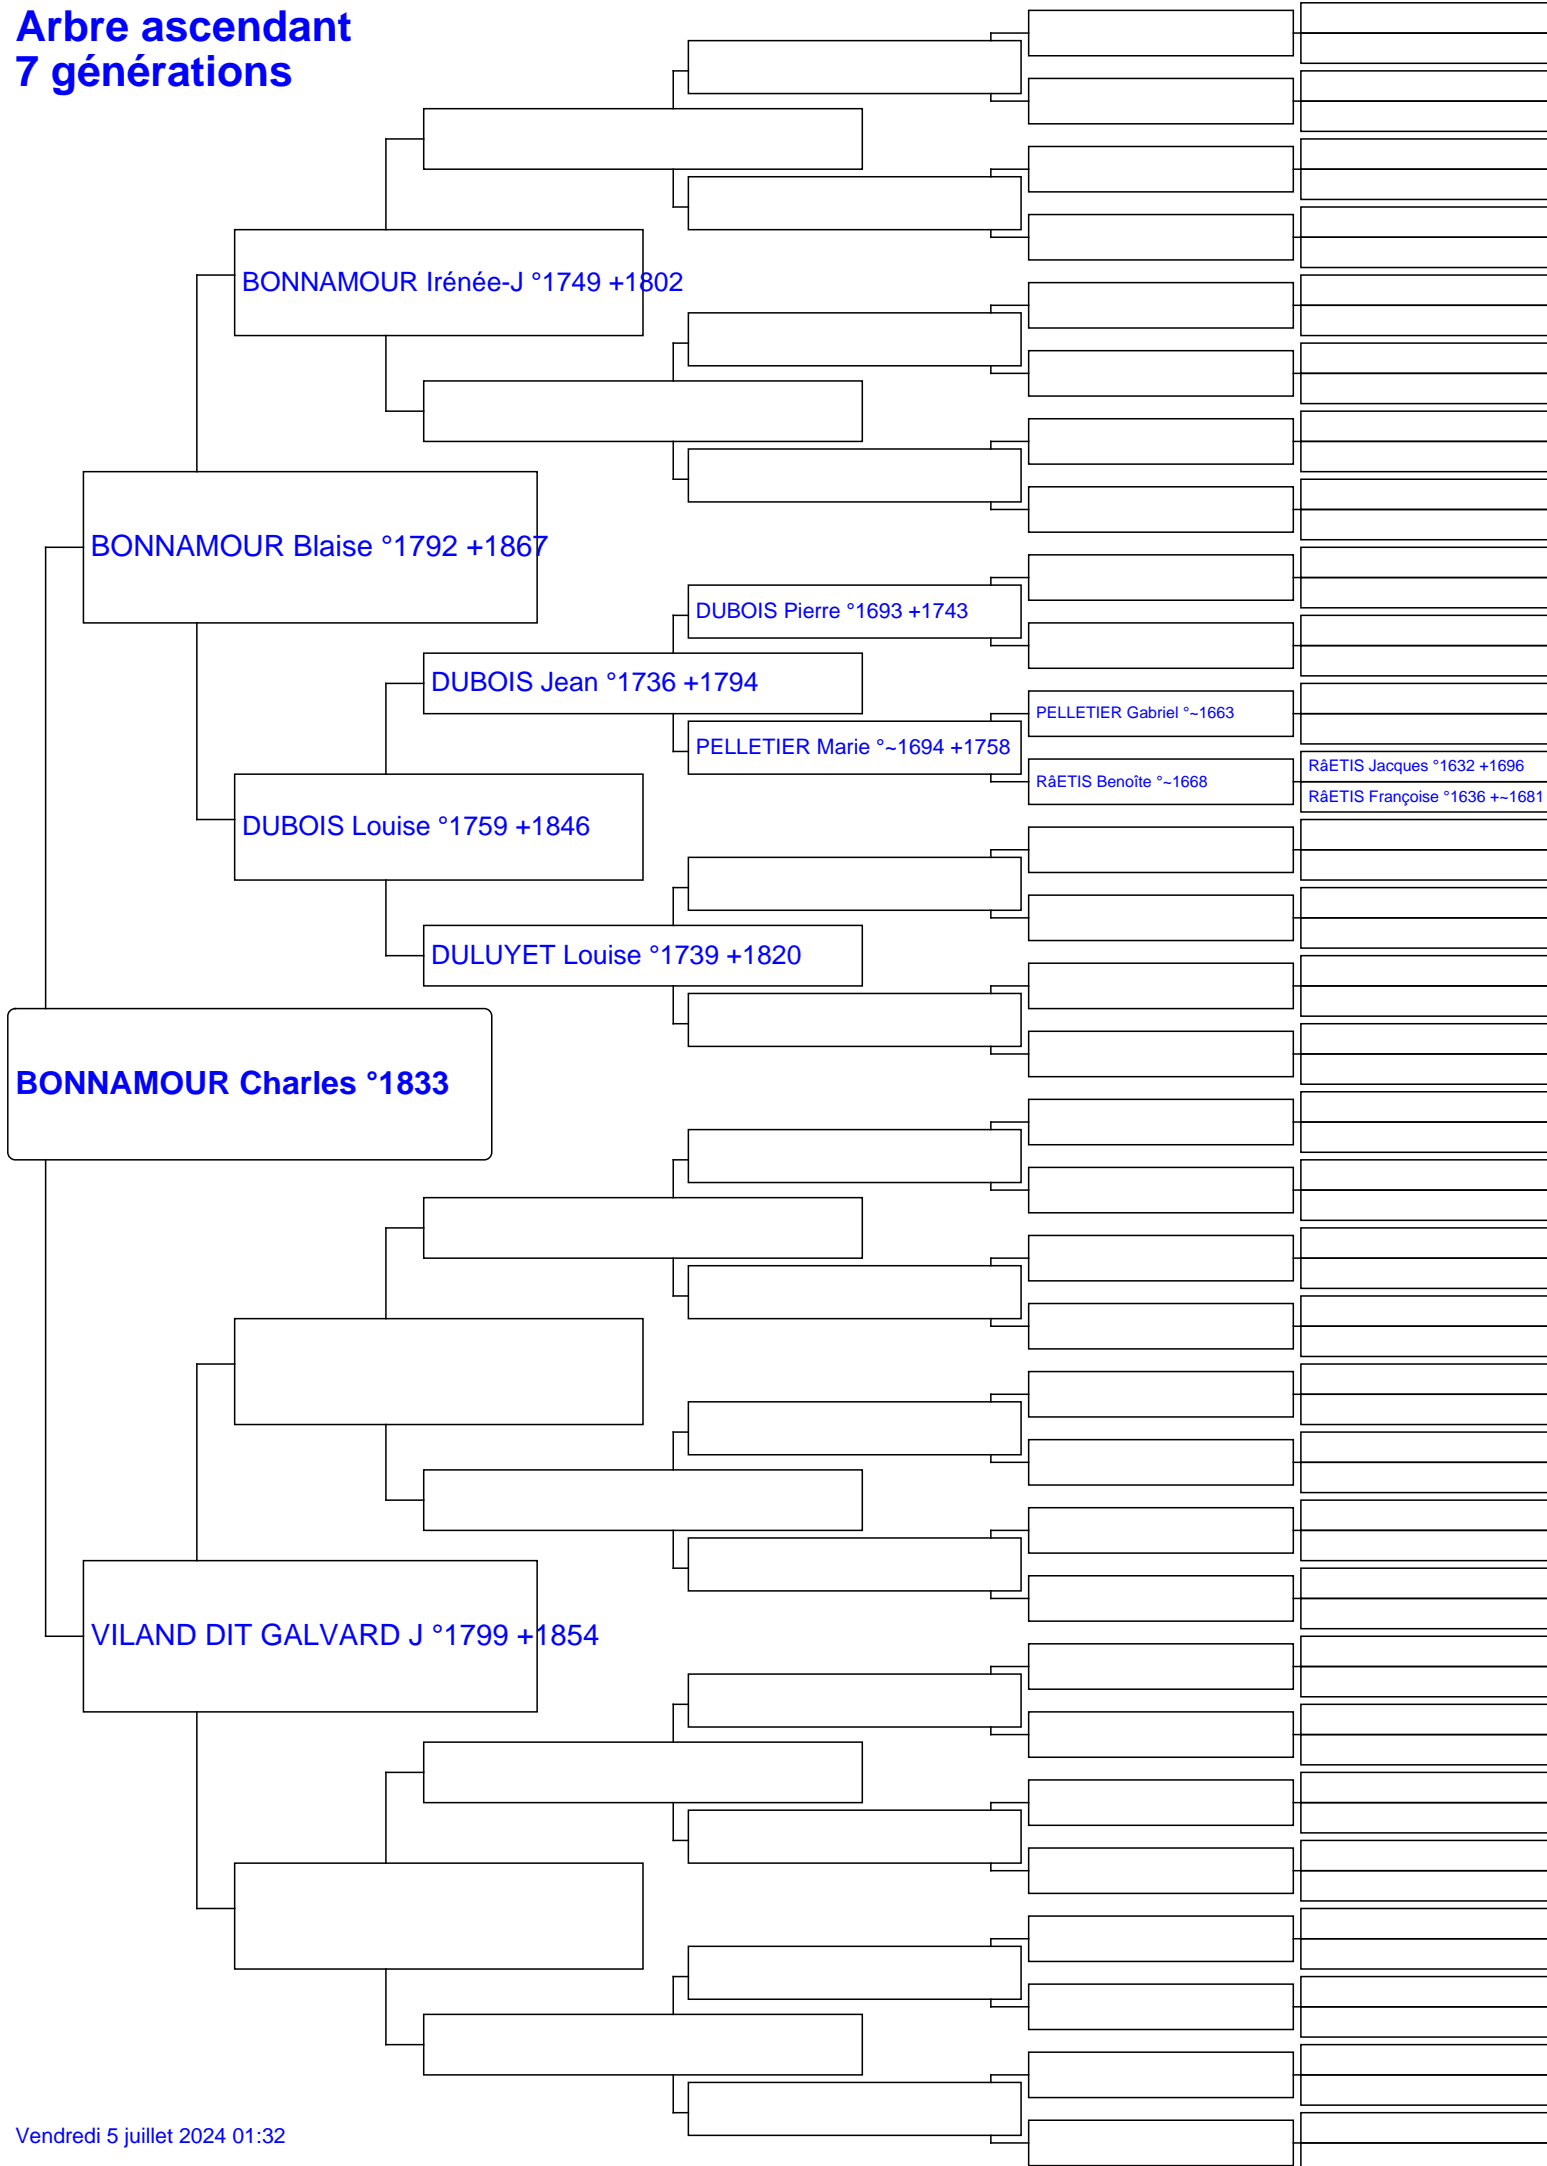 Arbre ascendant
7 générations
BONNAMOUR Irénée-J °1749 +1802
BONNAMOUR Blaise °1792 +1867
DUBOIS Pierre °1693 +1743
DUBOIS Jean °1736 +1794
PELLETIER Gabriel °~1663
PELLETIER Marie °~1694 +1758
RâETIS Jacques °1632 +1696
RâETIS Benoîte °~1668
RâETIS Françoise °1636 +~1681
DUBOIS Louise °1759 +1846
DULUYET Louise °1739 +1820
BONNAMOUR Charles °1833
VILAND DIT GALVARD J °1799 +1854
Vendredi 5 juillet 2024 01:32